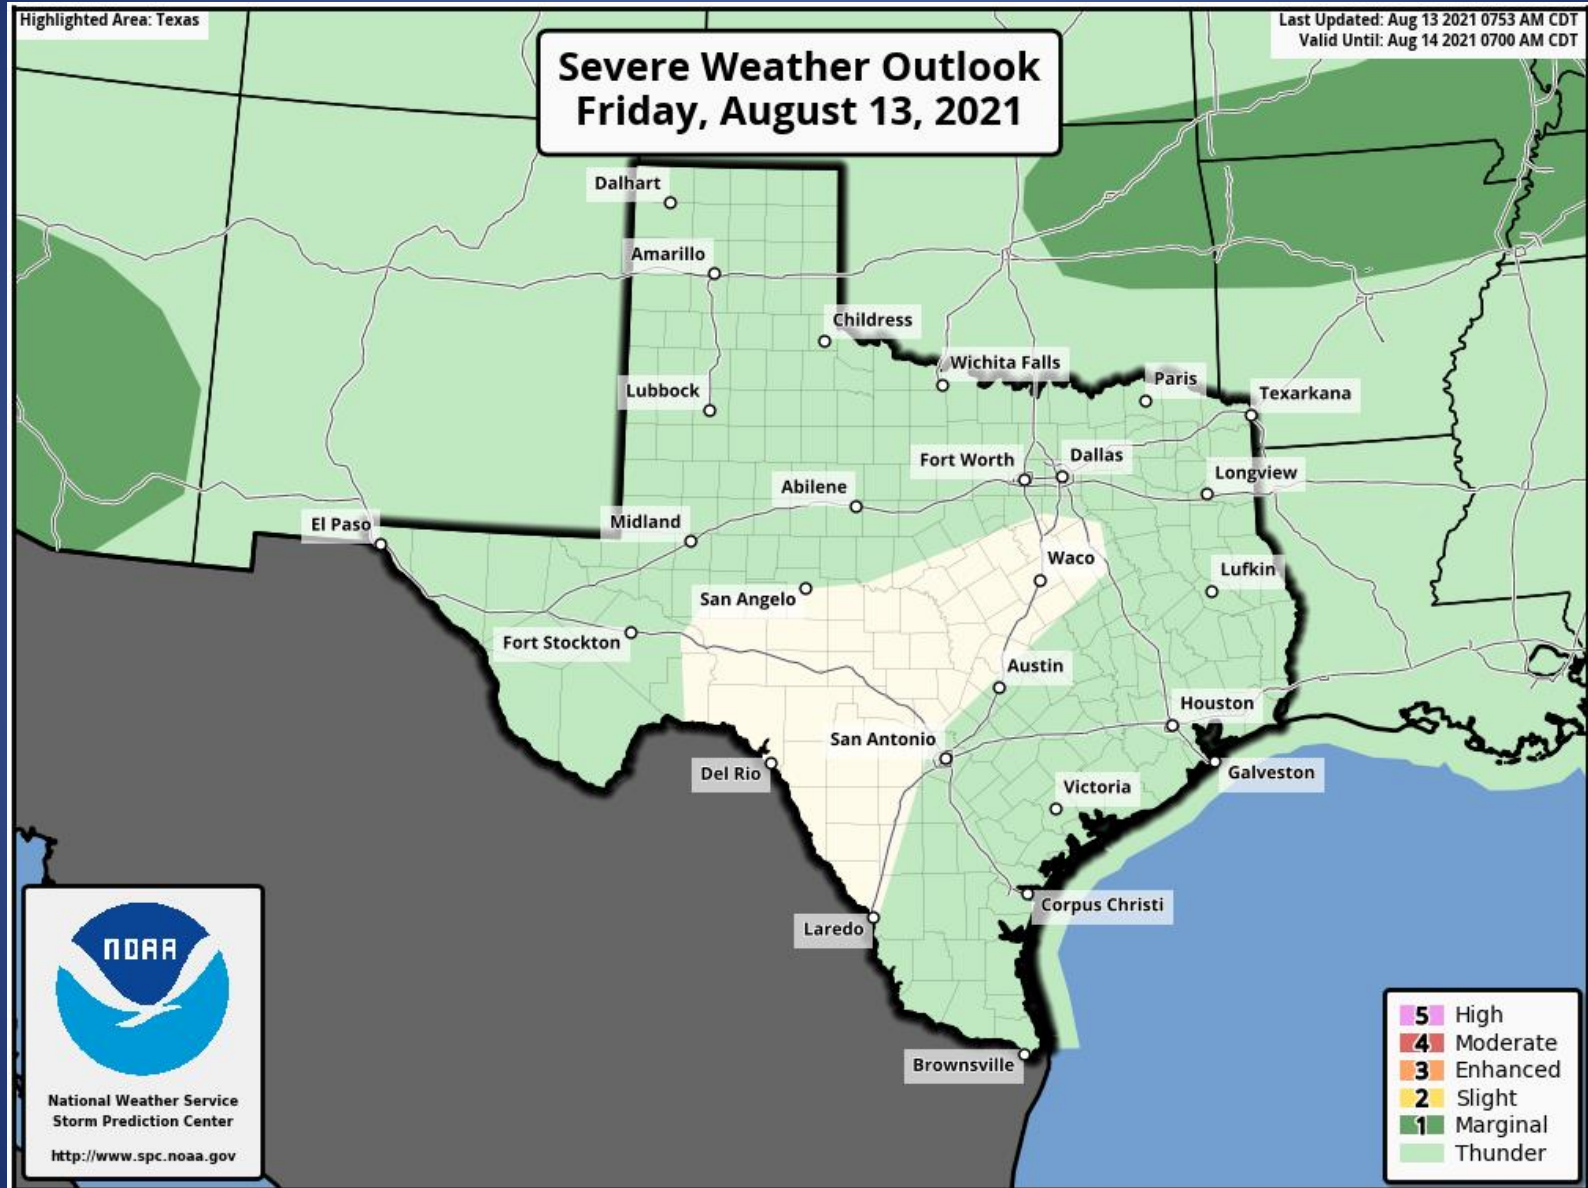 Highlighted Area: Texas
Last Updated: Aug 13 2021 0753 AM CDT
Valid Until: Aug 14 2021 0700 AM CDT
Severe Weather Outlook
Friday, August 13, 2021
Dalhart
Amarillo
Childress
Wichita Falls
Paris
Texarkana
Lubbock
Fort Worth
Dallas
Longview
Abilene
El Paso
Midland
Waco
Lufkin
San Angelo
Fort Stockton
Austin
Houston
San Antonio
Del Rio
Galveston
Victoria
Corpus Christi
Laredo
Brownsville
NOAA
National Weather Service
Storm Prediction Center
http://www.spc.noaa.gov
5 High
4 Moderate
3 Enhanced
2 Slight
1 Marginal
Thunder